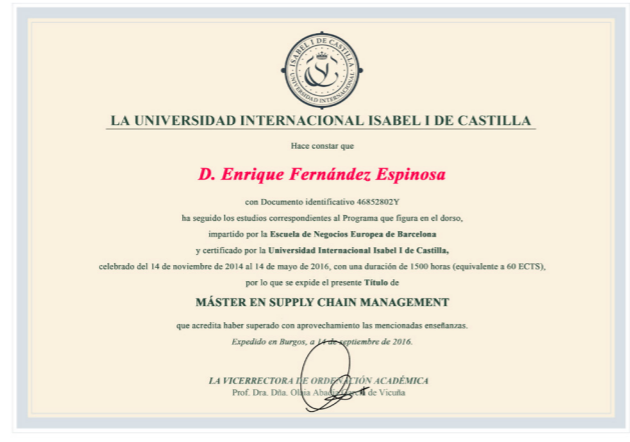 ISABEL I DE CASTILLA
UNIVERSIDAD INTERNACIONAL
LA UNIVERSIDAD INTERNACIONAL ISABEL I DE CASTILLA
Hace constar que
D. Enrique Fernández Espinosa
con Documento identificativo 46852802Y
ha seguido los estudios correspondientes al Programa que figura en el dorso,
impartido por la Escuela de Negocios Europea de Barcelona
y certificado por la Universidad Internacional Isabel I de Castilla,
celebrado del 14 de noviembre de 2014 al 14 de mayo de 2016, con una duración de 1500 horas (equivalente a 60 ECTS),
por lo que se expide el presente Título de
MÁSTER EN SUPPLY CHAIN MANAGEMENT
que acredita haber superado con aprovechamiento las mencionadas enseñanzas.
Expedido en Burgos, a 14 de septiembre de 2016.
LA VICERRECTORA DE ORDENACIÓN ACADÉMICA
Prof. Dra. Dña. Olaia Abadía de Vicuña